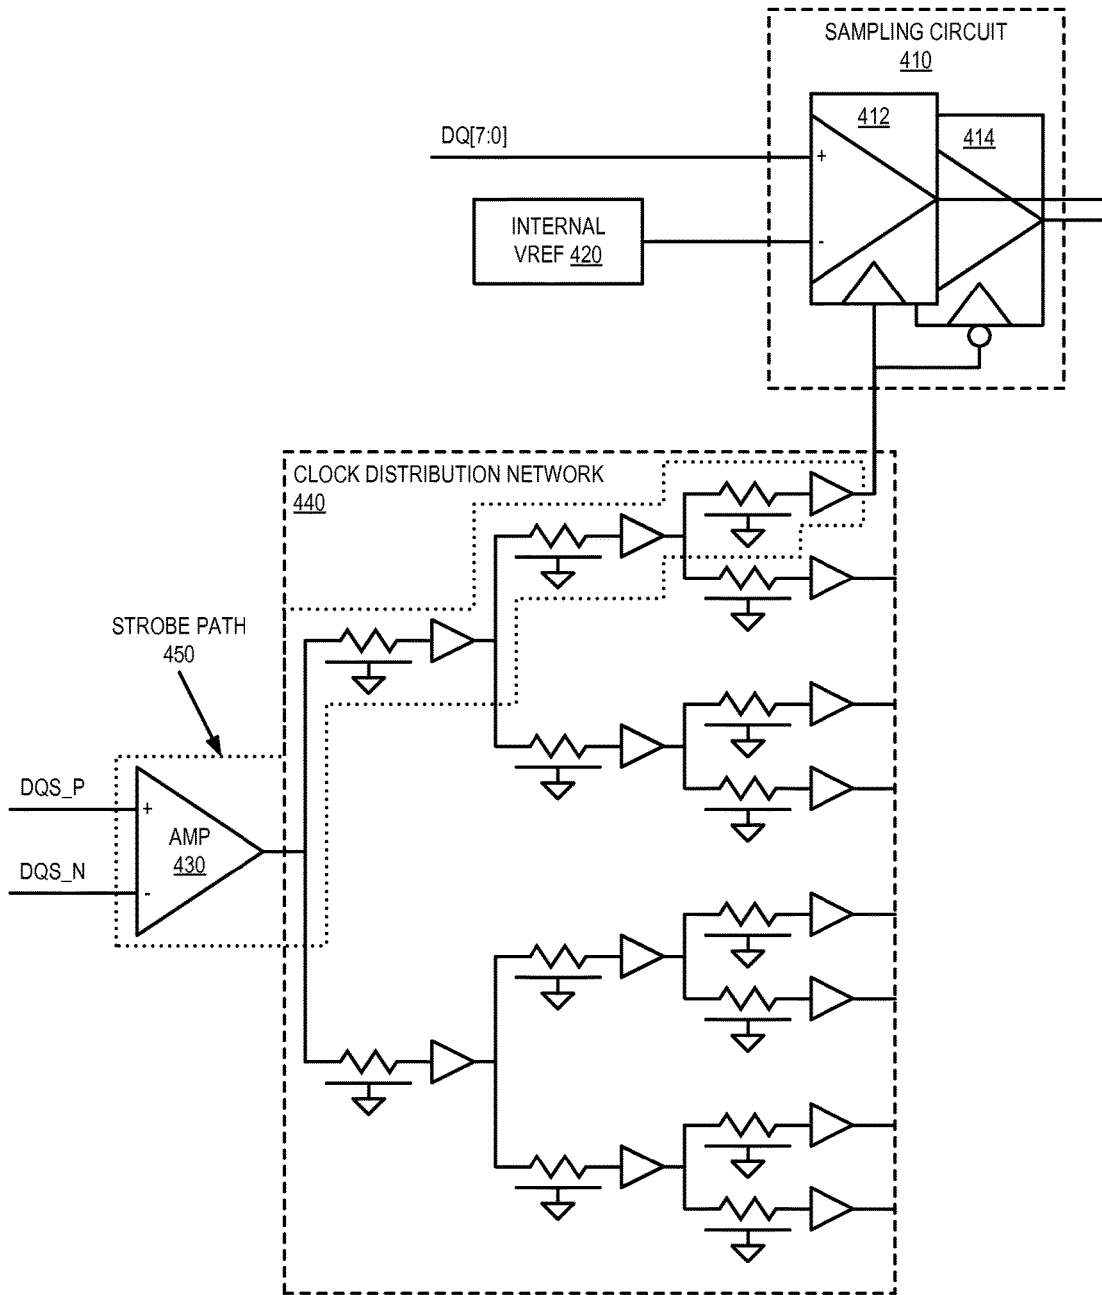 SAMPLING CIRCUIT
410
412
414
DQ[7:0]
+
-
INTERNAL
VREF 420
CLOCK DISTRIBUTION NETWORK
440
STROBE PATH
450
DQS_P
+
AMP
430
DQS_N
-